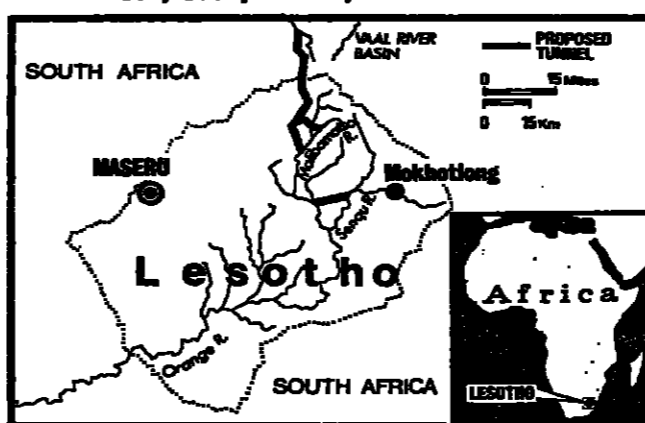 VAAL RIVER
BASIN
PROPOSED
TUNNEL
SOUTH AFRICA
0 15 Miles
0 15 Km
MASERU
Mokhotlong
Senqu R.
Lesotho
Africa
Orange R.
SOUTH AFRICA
LESOTHO